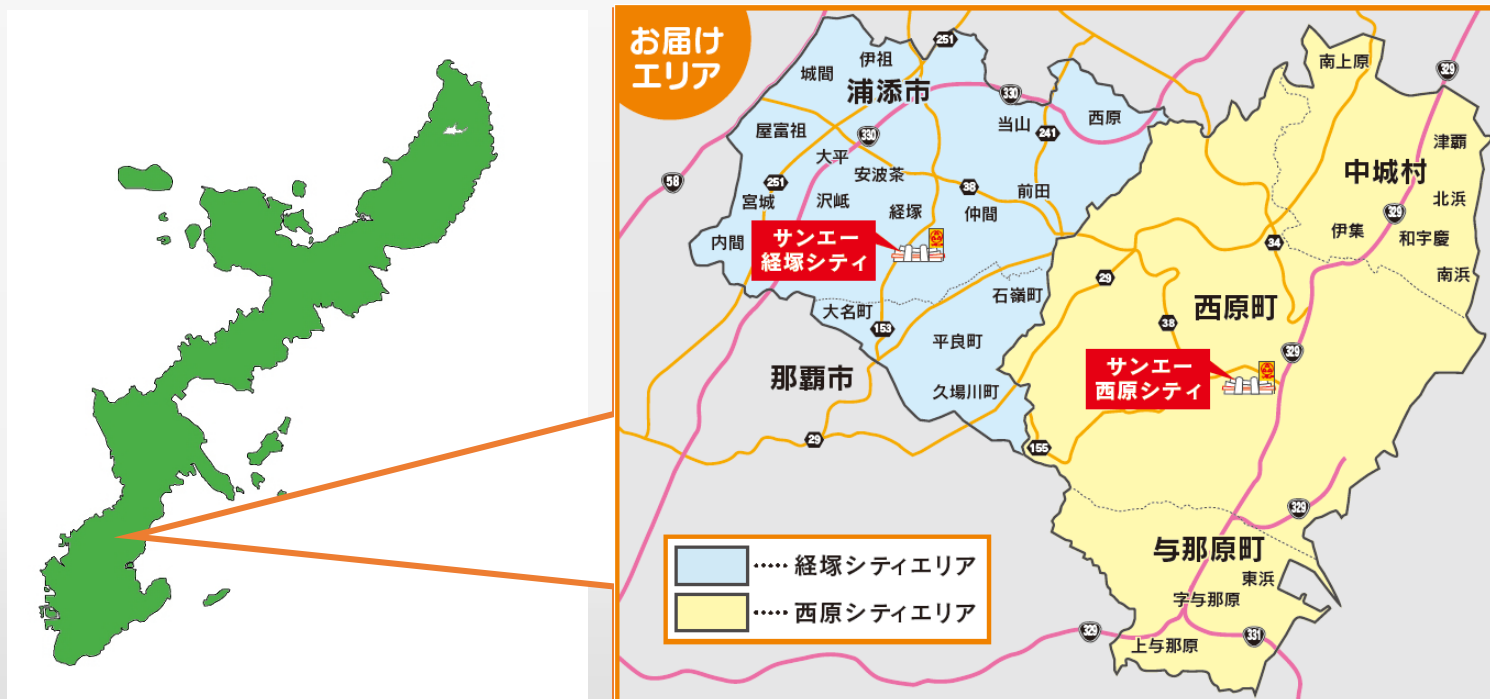 お届け
エリア
251
伊祖
城間
浦添市
330
南上原
329
屋富祖
330
当山
241
西原
津覇
大平
58
251
安波茶
38
前田
中城村
宮城
沢岻
経塚
仲間
北浜
329
内間
サンエー
経塚シティ
34
伊集
和宇慶
29
南浜
石嶺町
大名町
153
西原町
38
平良町
329
サンエー
西原シティ
那覇市
久場川町
29
155
329
与那原町
東浜
字与那原
329
331
上与那原
‥‥‥経塚シティエリア
‥‥‥西原シティエリア